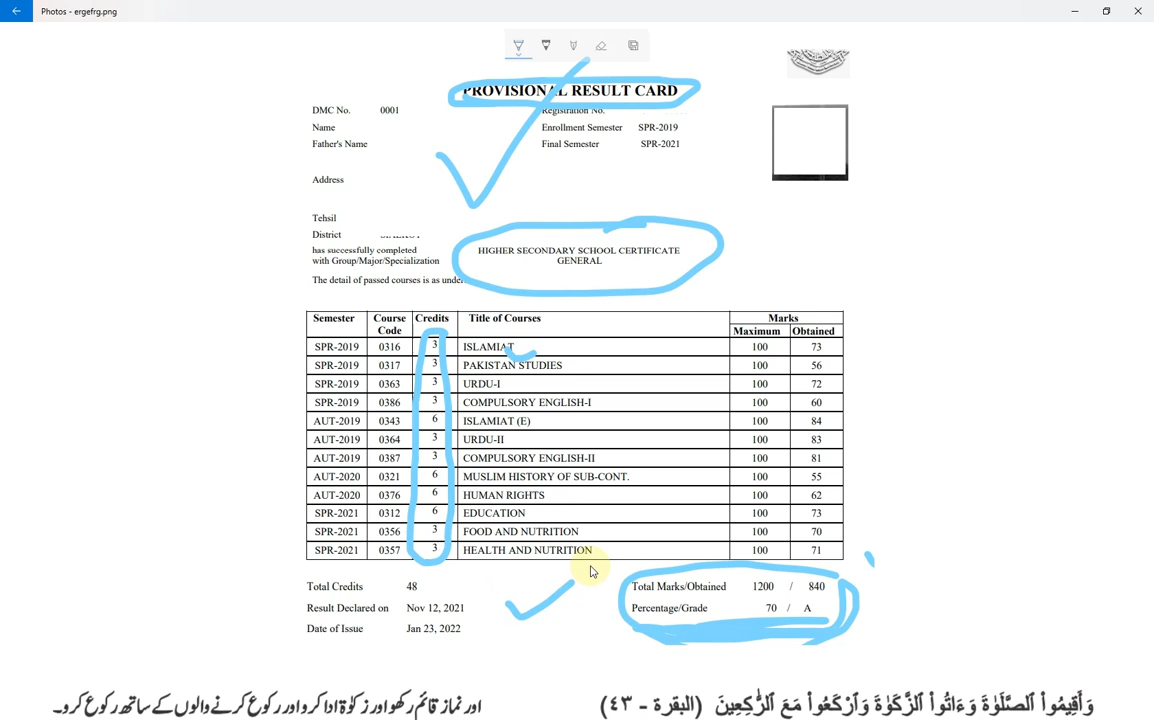 Photos - ergefrg.png
PROVISIONAL RESULT CARD
DMC No. 0001 Registration No.
Name Enrollment Semester SPR-2019
Father's Name Final Semester SPR-2021
Address
Tehsil
District
has successfully completed HIGHER SECONDARY SCHOOL CERTIFICATE
with Group/Major/Specialization GENERAL
The detail of passed courses is as under
Semester Course Code Credits Title of Courses Marks
Maximum Obtained
SPR-2019 0316 3 ISLAMIAT 100 73
SPR-2019 0317 3 PAKISTAN STUDIES 100 56
SPR-2019 0363 3 URDU-I 100 72
SPR-2019 0386 3 COMPULSORY ENGLISH-I 100 60
AUT-2019 0343 6 ISLAMIAT (E) 100 84
AUT-2019 0364 3 URDU-II 100 83
AUT-2019 0387 3 COMPULSORY ENGLISH-II 100 81
AUT-2020 0321 6 MUSLIM HISTORY OF SUB-CONT. 100 55
AUT-2020 0376 6 HUMAN RIGHTS 100 62
SPR-2021 0312 6 EDUCATION 100 73
SPR-2021 0356 3 FOOD AND NUTRITION 100 70
SPR-2021 0357 3 HEALTH AND NUTRITION 100 71
Total Credits 48 Total Marks/Obtained 1200 / 840
Result Declared on Nov 12, 2021 Percentage/Grade 70 / A
Date of Issue Jan 23, 2022
وَأَقِيمُوا۟ ٱلصَّلَوٰةَ وَءَاتُوا۟ ٱلزَّكَوٰةَ وَٱرْكَعُوا۟ مَعَ ٱلرَّٰكِعِينَ (البقرة - ٤٣)
اور نماز قائم رکھو اور زکوٰۃ ادا کرو اور رکوع کرنے والوں کے ساتھ رکوع کرو۔